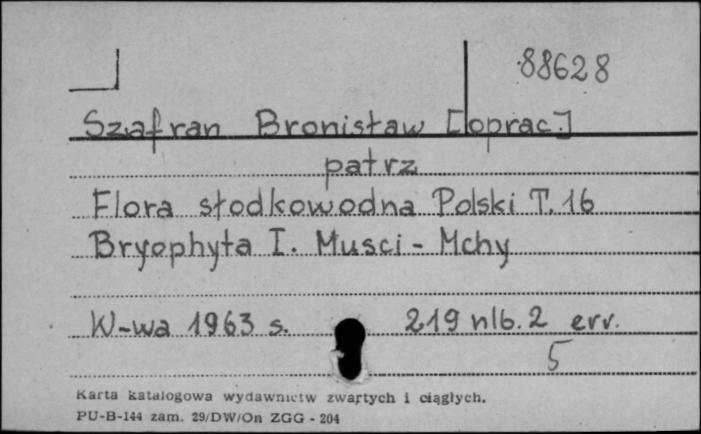 88628
Szafran Bronisław [oprac.]
patrz
Flora słodkowodna Polski T. 16
Bryophyta I. Musci - Mchy
W-wa 1963 s. 219 nlb. 2 err.
5
Karta katalogowa wydawnictw zwartych i ciągłych.
PU-B-144 zam. 29/DW/On ZGG - 204